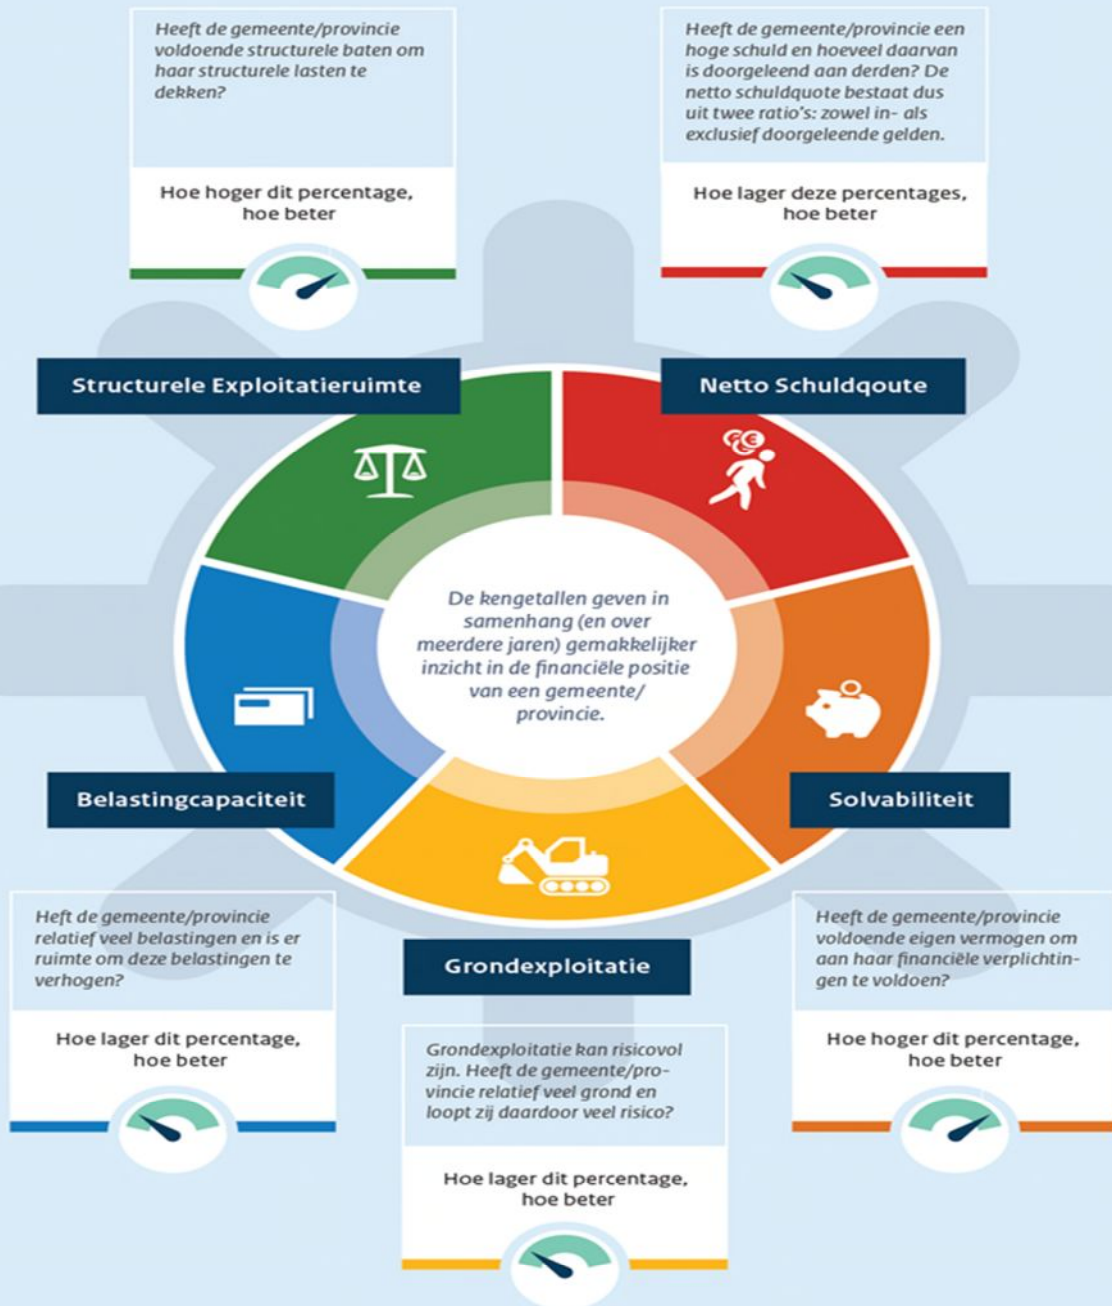 Heeft de gemeente/provincie
voldoende structurele baten om
haar structurele lasten te
dekken?
Hoe hoger dit percentage,
hoe beter
Heeft de gemeente/provincie een
hoge schuld en hoeveel daarvan
is doorgeleend aan derden? De
netto schuldquote bestaat dus
uit twee ratio's: zowel in- als
exclusief doorgeleende gelden.
Hoe lager deze percentages,
hoe beter
Structurele Exploitatieruimte
Netto Schuldqoute
De kengetallen geven in
samenhang (en over
meerdere jaren) gemakkelijker
inzicht in de financiële positie
van een gemeente/
provincie.
Belastingcapaciteit
Solvabiliteit
Heft de gemeente/provincie
relatief veel belastingen en is er
ruimte om deze belastingen te
verhogen?
Hoe lager dit percentage,
hoe beter
Grondexploitatie
Grondexploitatie kan risicovol
zijn. Heeft de gemeente/pro-
vincie relatief veel grond en
loopt zij daardoor veel risico?
Hoe lager dit percentage,
hoe beter
Heeft de gemeente/provincie
voldoende eigen vermogen om
aan haar financiële verplichtin-
gen te voldoen?
Hoe hoger dit percentage,
hoe beter